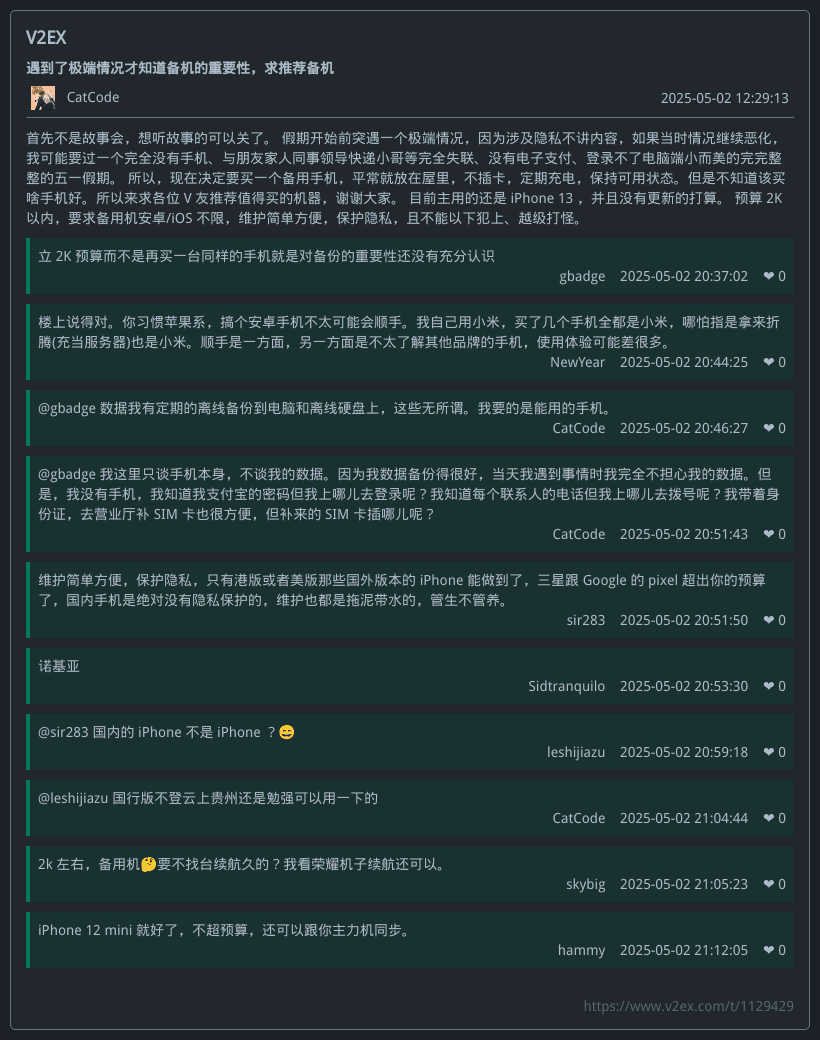 V2EX
遇到了极端情况才知道备机的重要性，求推荐备机
CatCode 2025-05-02 12:29:13
首先不是故事会，想听故事的可以关了。 假期开始前突遇一个极端情况，因为涉及隐私不讲内容，如果当时情况继续恶化，
我可能要过一个完全没有手机、与朋友家人同事领导快递小哥等完全失联、没有电子支付、登录不了电脑端小而美的完完整
整的五一假期。 所以，现在决定要买一个备用手机，平常就放在屋里，不插卡，定期充电，保持可用状态。但是不知道该买
啥手机好。所以来求各位 V 友推荐值得买的机器，谢谢大家。 目前主用的还是 iPhone 13 ，并且没有更新的打算。 预算 2K
以内，要求备用机安卓/iOS 不限，维护简单方便，保护隐私，且不能以下犯上、越级打怪。
立 2K 预算而不是再买一台同样的手机就是对备份的重要性还没有充分认识
gbadge 2025-05-02 20:37:02 ❤ 0
楼上说得对。你习惯苹果系，搞个安卓手机不太可能会顺手。我自己用小米，买了几个手机全都是小米，哪怕指是拿来折
腾(充当服务器)也是小米。顺手是一方面，另一方面是不太了解其他品牌的手机，使用体验可能差很多。
NewYear 2025-05-02 20:44:25 ❤ 0
@gbadge 数据我有定期的离线备份到电脑和离线硬盘上，这些无所谓。我要的是能用的手机。
CatCode 2025-05-02 20:46:27 ❤ 0
@gbadge 我这里只谈手机本身，不谈我的数据。因为我数据备份得很好，当天我遇到事情时我完全不担心我的数据。但
是，我没有手机，我知道我支付宝的密码但我上哪儿去登录呢？我知道每个联系人的电话但我上哪儿去拨号呢？我带着身
份证，去营业厅补 SIM 卡也很方便，但补来的 SIM 卡插哪儿呢？
CatCode 2025-05-02 20:51:43 ❤ 0
维护简单方便，保护隐私，只有港版或者美版那些国外版本的 iPhone 能做到了，三星跟 Google 的 pixel 超出你的预算
了，国内手机是绝对没有隐私保护的，维护也都是拖泥带水的，管生不管养。
sir283 2025-05-02 20:51:50 ❤ 0
诺基亚
Sidtranquilo 2025-05-02 20:53:30 ❤ 0
@sir283 国内的 iPhone 不是 iPhone ？😄
leshijiazu 2025-05-02 20:59:18 ❤ 0
@leshijiazu 国行版不登云上贵州还是勉强可以用一下的
CatCode 2025-05-02 21:04:44 ❤ 0
2k 左右，备用机🤔要不找台续航久的？我看荣耀机子续航还可以。
skybig 2025-05-02 21:05:23 ❤ 0
iPhone 12 mini 就好了，不超预算，还可以跟你主力机同步。
hammy 2025-05-02 21:12:05 ❤ 0
https://www.v2ex.com/t/1129429